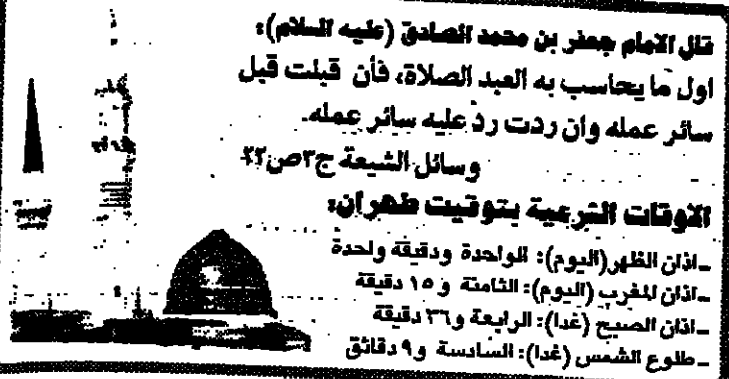 قال الامام جعفر بن محمد الصادق (عليه السلام):
اول ما يحاسب به العبد الصلاة، فأن قبلت قبل
سائر عمله وان ردت رد عليه سائر عمله.
وسائل الشيعة ج٣ص٢٢
الاوقات الشرعية بتوقيت طهران:
ـ اذان الظهر(اليوم): الواحدة ودقيقة واحدة
ـ اذان المغرب (اليوم): الثامنة و ١٥ دقيقة
ـ اذان الصبح (غدا): الرابعة و٣٦ دقيقة
ـ طلوع الشمس (غدا): السادسة و٩ دقائق